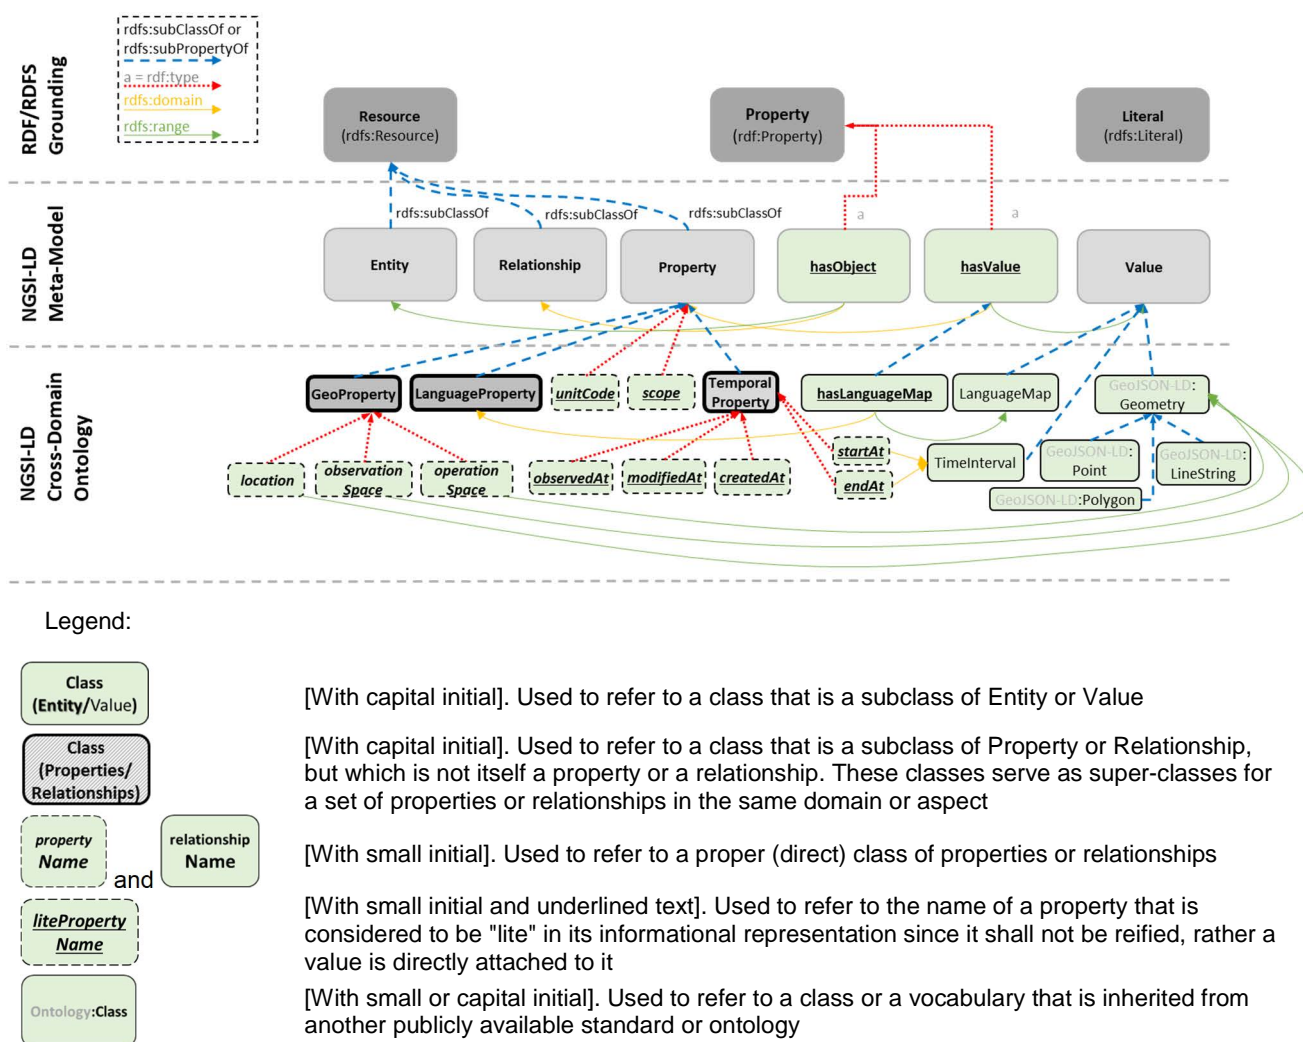 RDF/RDFS
Grounding
rdfs:subClassOf or
rdfs:subPropertyOf
a = rdf:type
rdfs:domain
rdfs:range
Resource
(rdfs:Resource)
Property
(rdf:Property)
Literal
(rdfs:Literal)
NGSI-LD
Meta-Model
rdfs:subClassOf
rdfs:subClassOf
rdfs:subClassOf
a
a
Entity
Relationship
Property
hasObject
hasValue
Value
NGSI-LD
Cross-Domain
Ontology
GeoProperty
LanguageProperty
unitCode
scope
Temporal
Property
hasLanguageMap
LanguageMap
GeoJSON-LD:
Geometry
location
observation
Space
operation
Space
observedAt
modifiedAt
createdAt
startAt
endAt
TimeInterval
GeoJSON-LD:
Point
GeoJSON-LD:
LineString
GeoJSON-LD:Polygon
Legend:
Class
(Entity/Value)
[With capital initial]. Used to refer to a class that is a subclass of Entity or Value
Class
(Properties/
Relationships)
[With capital initial]. Used to refer to a class that is a subclass of Property or Relationship,
but which is not itself a property or a relationship. These classes serve as super-classes for
a set of properties or relationships in the same domain or aspect
property
Name
and
relationship
Name
[With small initial]. Used to refer to a proper (direct) class of properties or relationships
liteProperty
Name
[With small initial and underlined text]. Used to refer to the name of a property that is
considered to be "lite" in its informational representation since it shall not be reified, rather a
value is directly attached to it
Ontology:Class
[With small or capital initial]. Used to refer to a class or a vocabulary that is inherited from
another publicly available standard or ontology